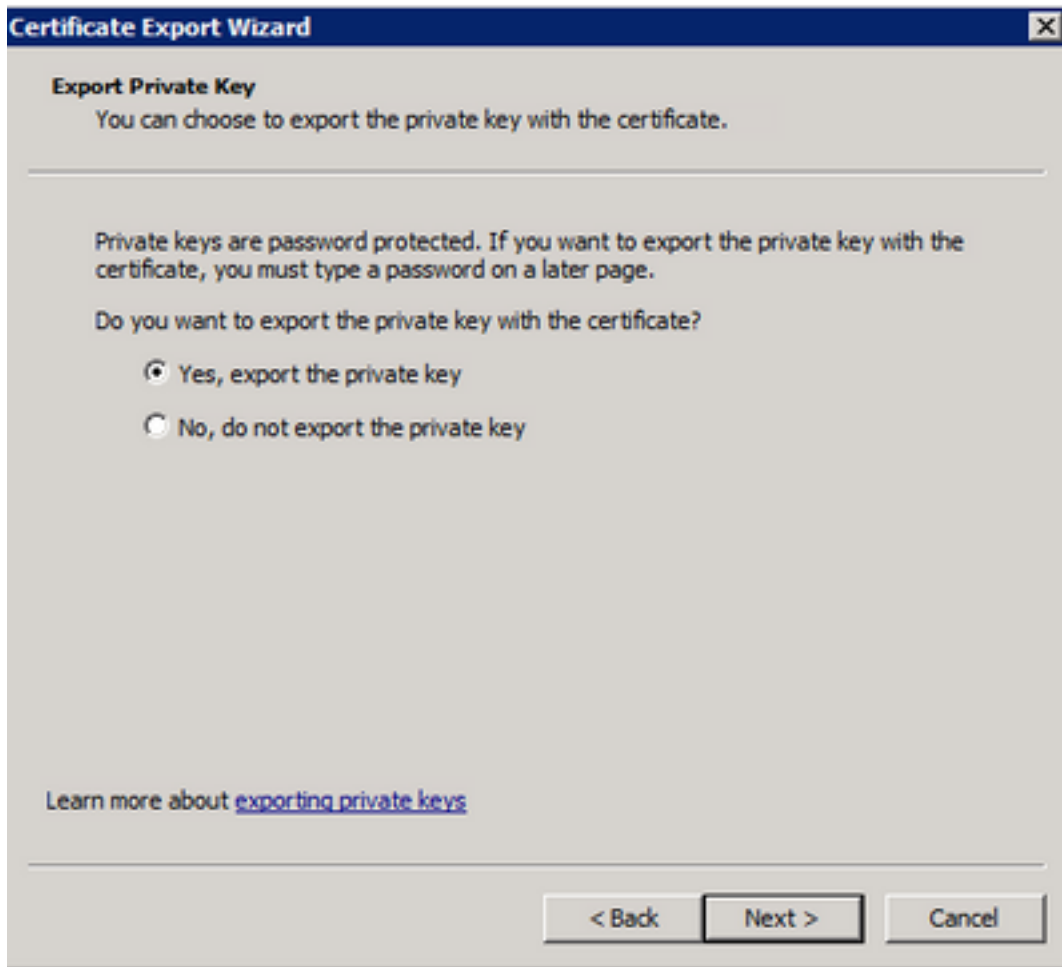 Certificate Export Wizard
Export Private Key
You can choose to export the private key with the certificate.
Private keys are password protected. If you want to export the private key with the
certificate, you must type a password on a later page.
Do you want to export the private key with the certificate?
Yes, export the private key
No, do not export the private key
Learn more about exporting private keys
< Back
Next >
Cancel